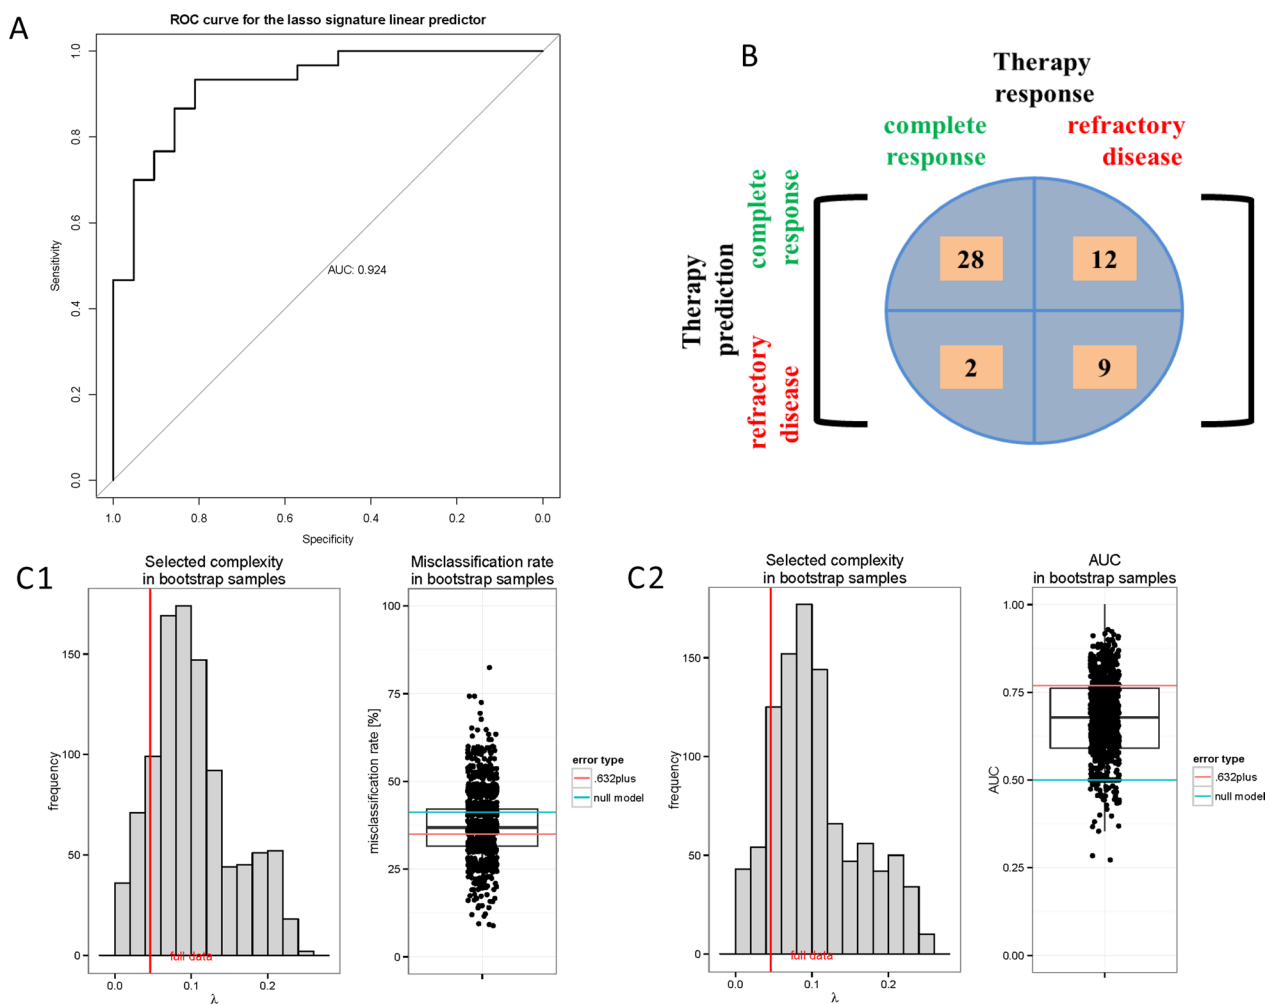 A
ROC curve for the lasso signature linear predictor
1.0
0.8
0.6
0.4
0.2
0.0
Sensitivity
AUC: 0.924
1.0
0.8
0.6
0.4
0.2
0.0
Specificity
B
Therapy
response
complete
response
refractory
disease
Therapy
prediction
complete
response
refractory
disease
28
12
2
9
C1
Selected complexity
in bootstrap samples
150
100
50
0
frequency
full data
0.0
0.1
0.2
λ
Misclassification rate
in bootstrap samples
100
75
50
25
0
misclassification rate [%]
error type
.632plus
null model
C2
Selected complexity
in bootstrap samples
150
100
50
0
frequency
full data
0.0
0.1
0.2
λ
AUC
in bootstrap samples
1.00
0.75
0.50
0.25
0.00
AUC
error type
.632plus
null model